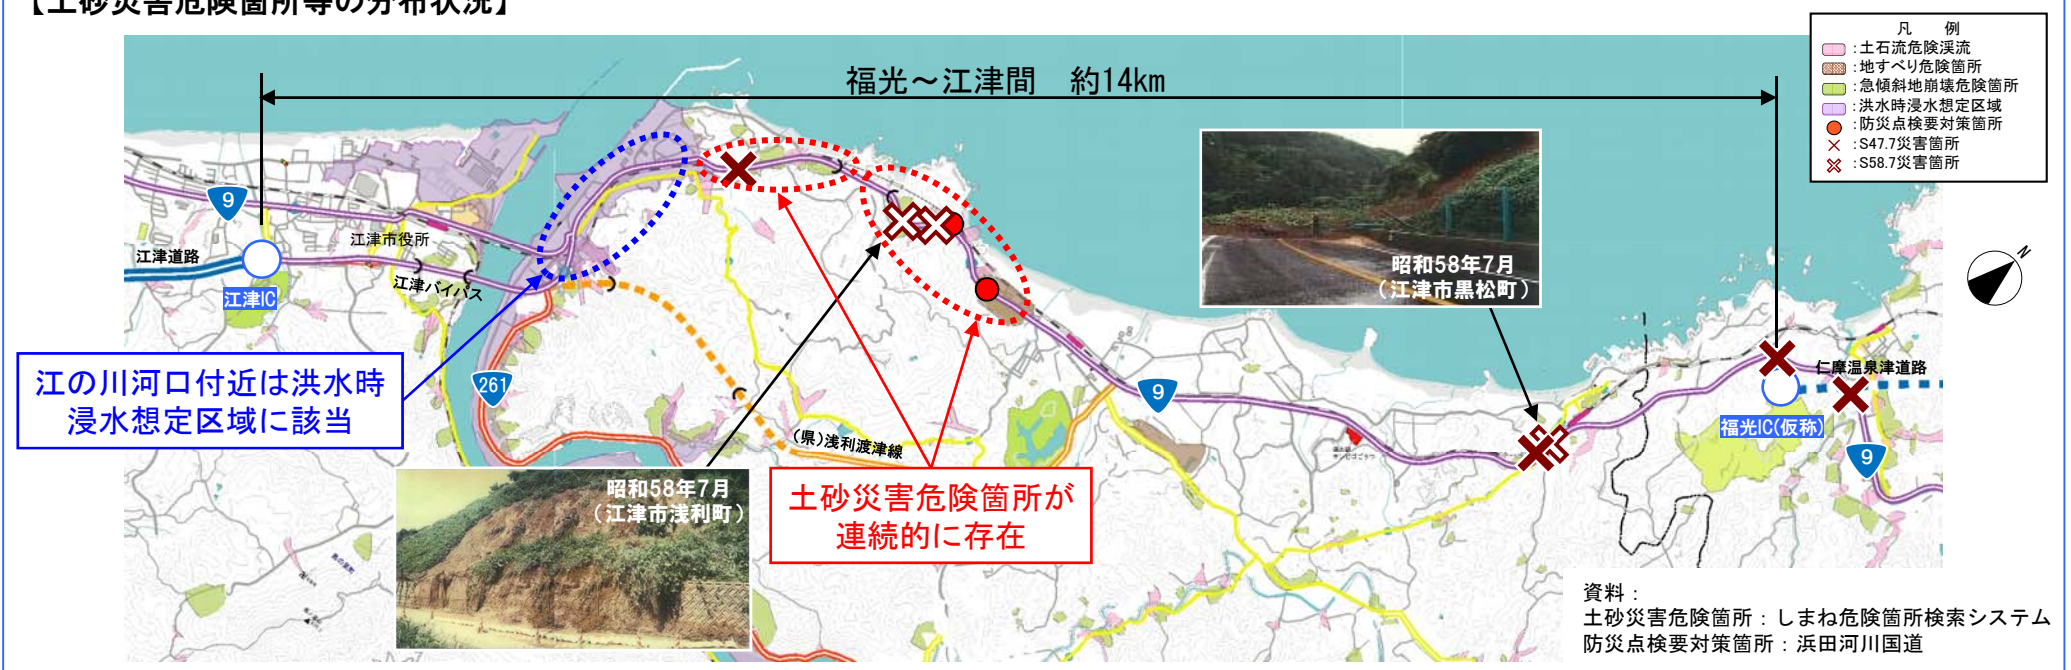 【土砂災害危険箇所等の分布状況】
凡　例
：土石流危険渓流
：地すべり危険箇所
：急傾斜地崩壊危険箇所
：洪水時浸水想定区域
：防災点検要対策箇所
：S47.7災害箇所
：S58.7災害箇所
福光～江津間　約14km
9
江津市役所
江津道路
江津IC
江津バイパス
昭和58年7月
（江津市黒松町）
N
江の川河口付近は洪水時
浸水想定区域に該当
261
9
仁摩温泉津道路
福光IC(仮称)
9
(県)浅利渡津線
昭和58年7月
（江津市浅利町）
土砂災害危険箇所が
連続的に存在
資料：
土砂災害危険箇所：しまね危険箇所検索システム
防災点検要対策箇所：浜田河川国道